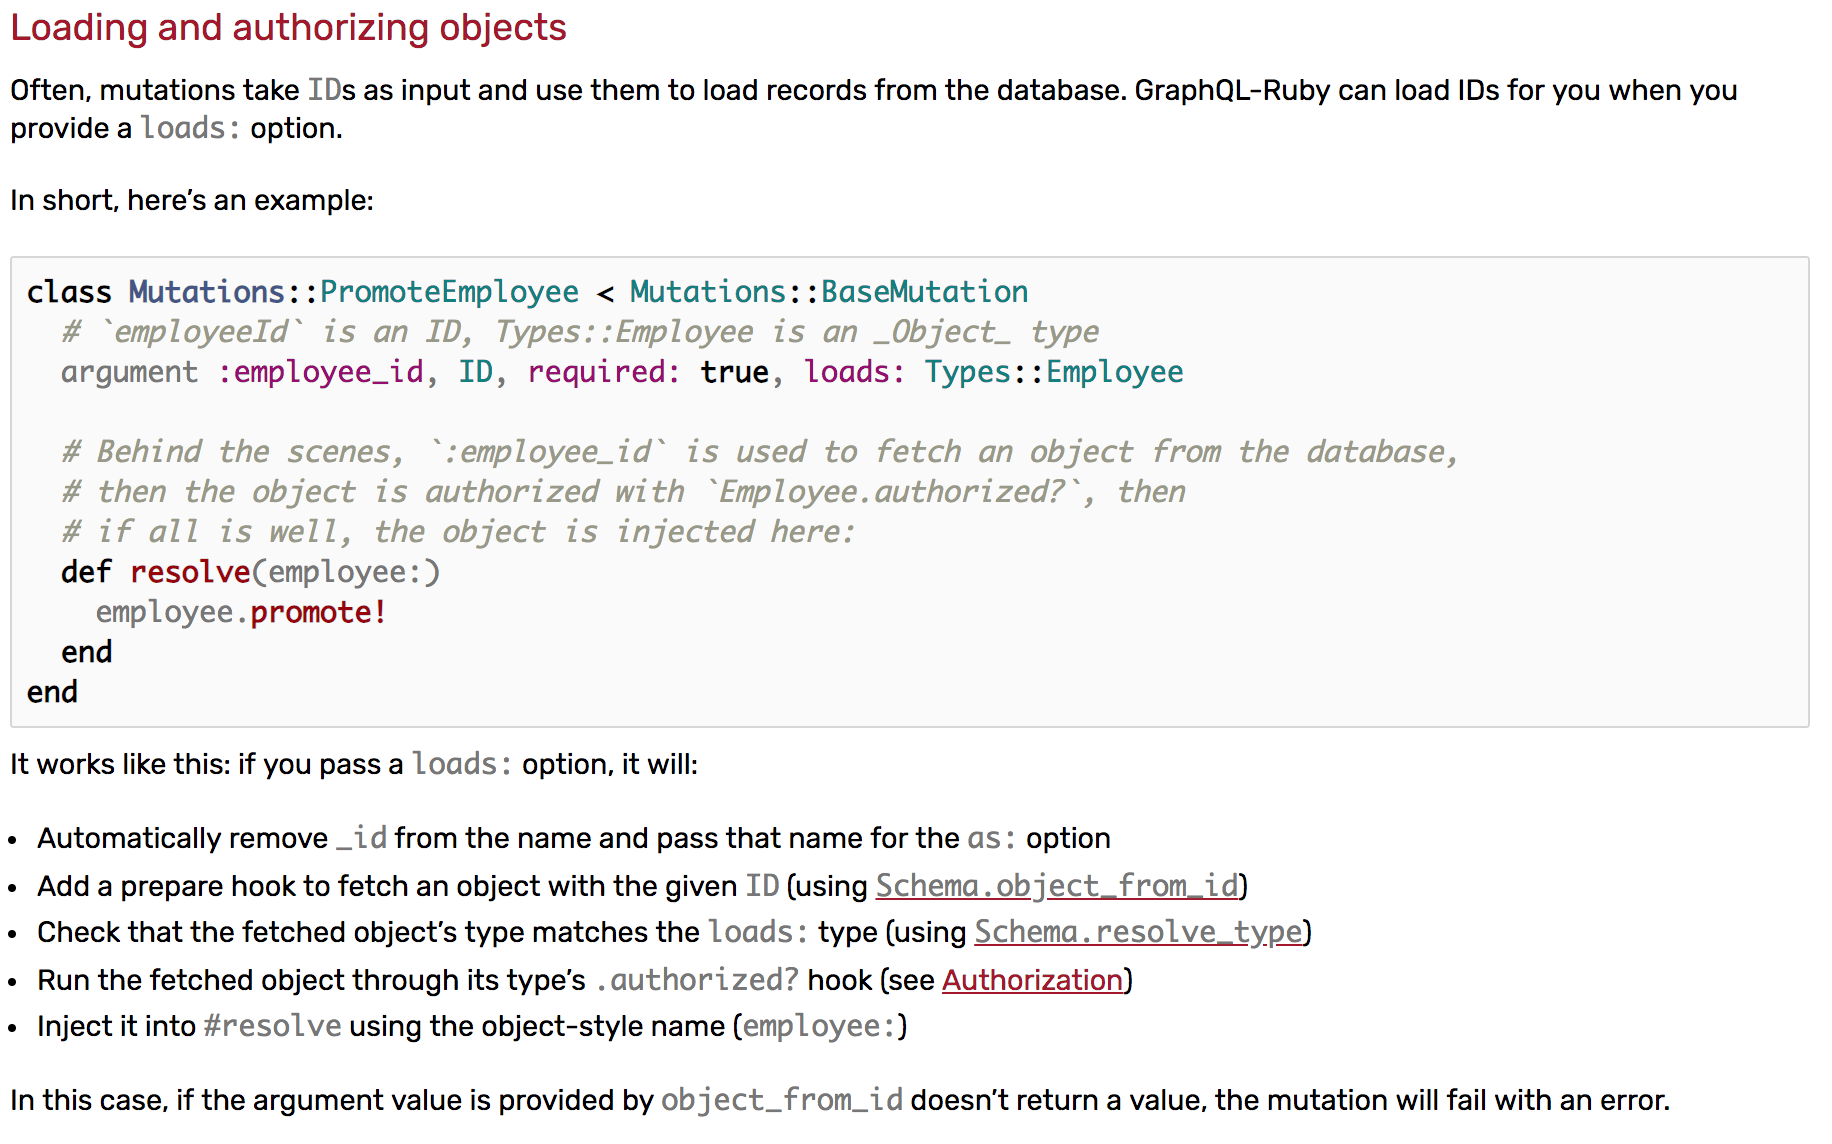 Loading and authorizing objects
Often, mutations take IDs as input and use them to load records from the database. GraphQL-Ruby can load IDs for you when you
provide a loads: option.
In short, here’s an example:
class Mutations::PromoteEmployee < Mutations::BaseMutation
  # `employeeId` is an ID, Types::Employee is an _Object_ type
  argument :employee_id, ID, required: true, loads: Types::Employee
  # Behind the scenes, `:employee_id` is used to fetch an object from the database,
  # then the object is authorized with `Employee.authorized?`, then
  # if all is well, the object is injected here:
  def resolve(employee:)
    employee.promote!
  end
end
It works like this: if you pass a loads: option, it will:
• Automatically remove _id from the name and pass that name for the as: option
• Add a prepare hook to fetch an object with the given ID (using Schema.object_from_id)
• Check that the fetched object’s type matches the loads: type (using Schema.resolve_type)
• Run the fetched object through its type’s .authorized? hook (see Authorization)
• Inject it into #resolve using the object-style name (employee:)
In this case, if the argument value is provided by object_from_id doesn’t return a value, the mutation will fail with an error.